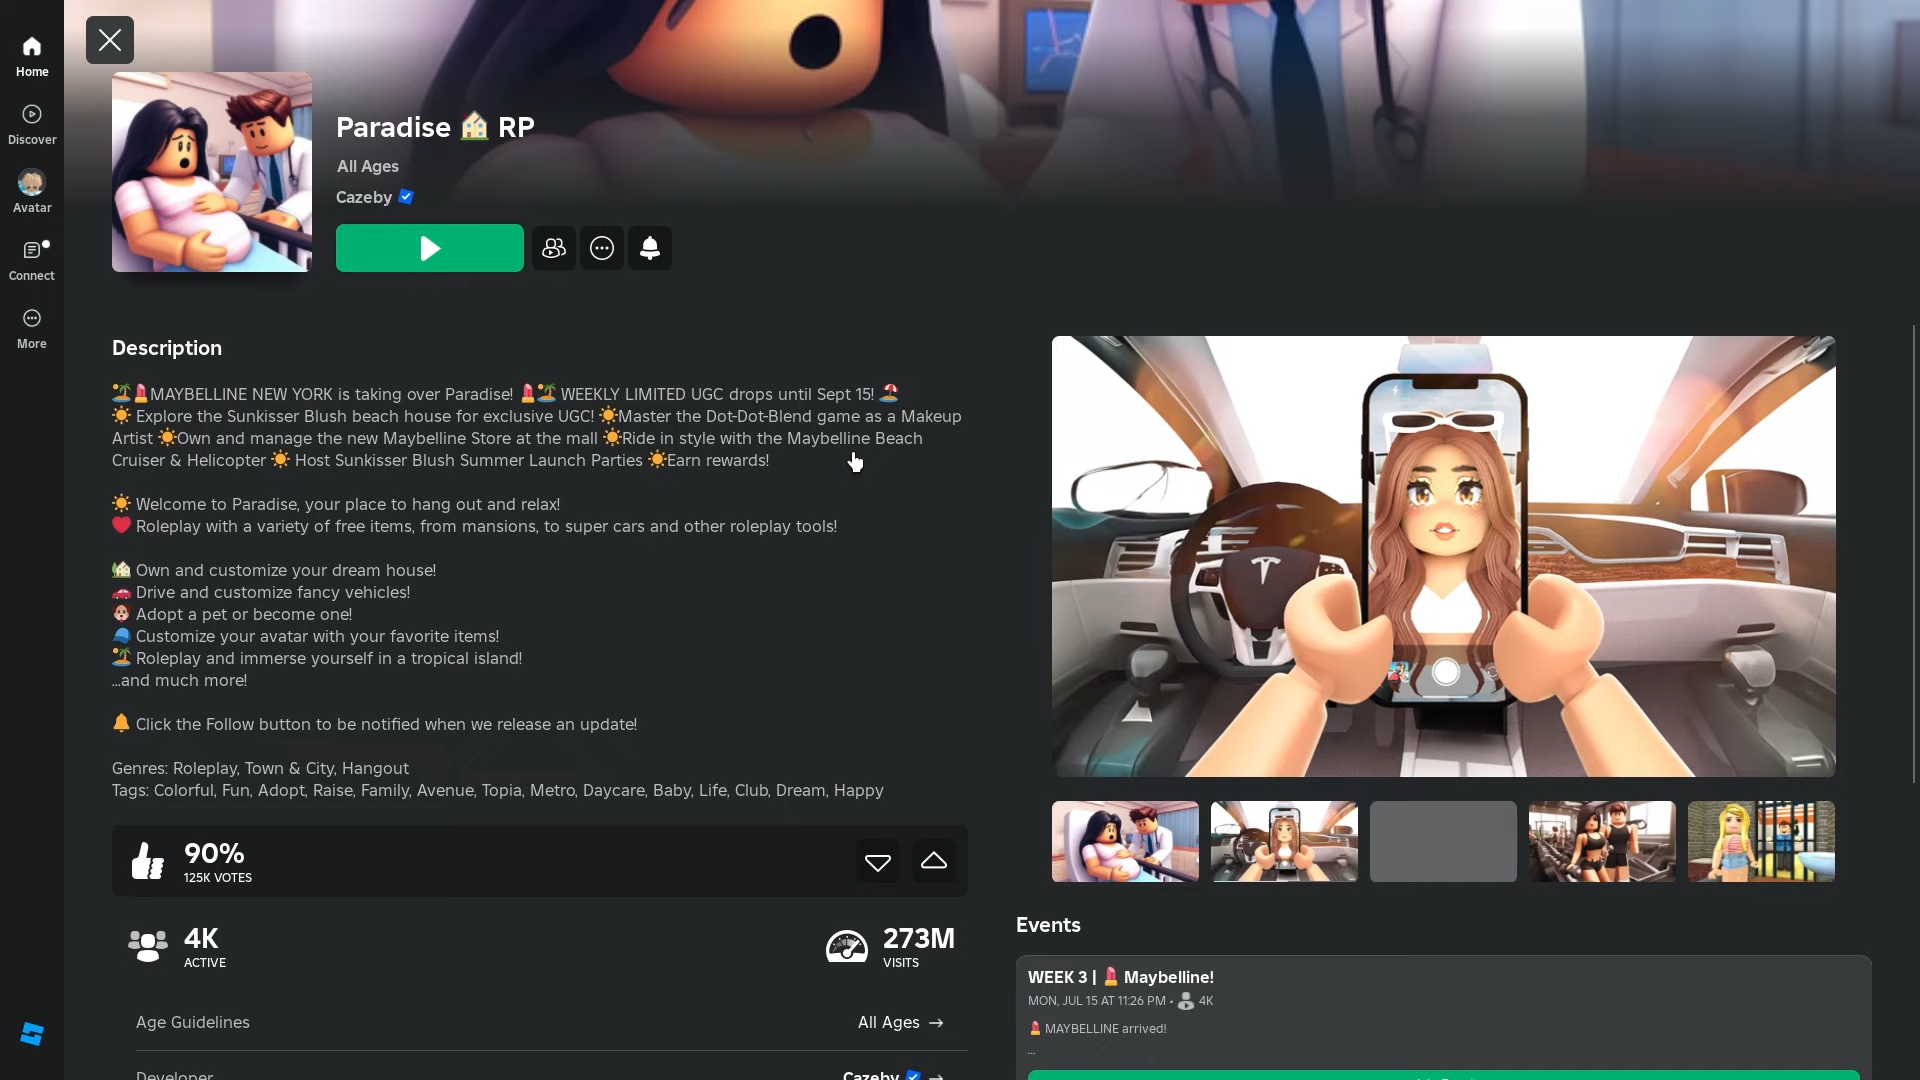 Home
Discover
Avatar
Connect
More
Paradise 🏠 RP
All Ages
Cazeby
Description
🏝️💄MAYBELLINE NEW YORK is taking over Paradise! 💄🏝️ WEEKLY LIMITED UGC drops until Sept 15! 🏖️
☀️ Explore the Sunkisser Blush beach house for exclusive UGC! ☀️Master the Dot-Dot-Blend game as a Makeup
Artist ☀️Own and manage the new Maybelline Store at the mall ☀️Ride in style with the Maybelline Beach
Cruiser & Helicopter ☀️ Host Sunkisser Blush Summer Launch Parties ☀️Earn rewards!
☀️ Welcome to Paradise, your place to hang out and relax!
❤️ Roleplay with a variety of free items, from mansions, to super cars and other roleplay tools!
🏡 Own and customize your dream house!
🚗 Drive and customize fancy vehicles!
🐶 Adopt a pet or become one!
🧢 Customize your avatar with your favorite items!
🏝️ Roleplay and immerse yourself in a tropical island!
...and much more!
🔔 Click the Follow button to be notified when we release an update!
Genres: Roleplay, Town & City, Hangout
Tags: Colorful, Fun, Adopt, Raise, Family, Avenue, Topia, Metro, Daycare, Baby, Life, Club, Dream, Happy
90%
125K VOTES
4K
ACTIVE
273M
VISITS
Age Guidelines
All Ages →
Developer
Cazeby
Events
WEEK 3 | 💄 Maybelline!
MON, JUL 15 AT 11:26 PM • 4K
💄 MAYBELLINE arrived!
...